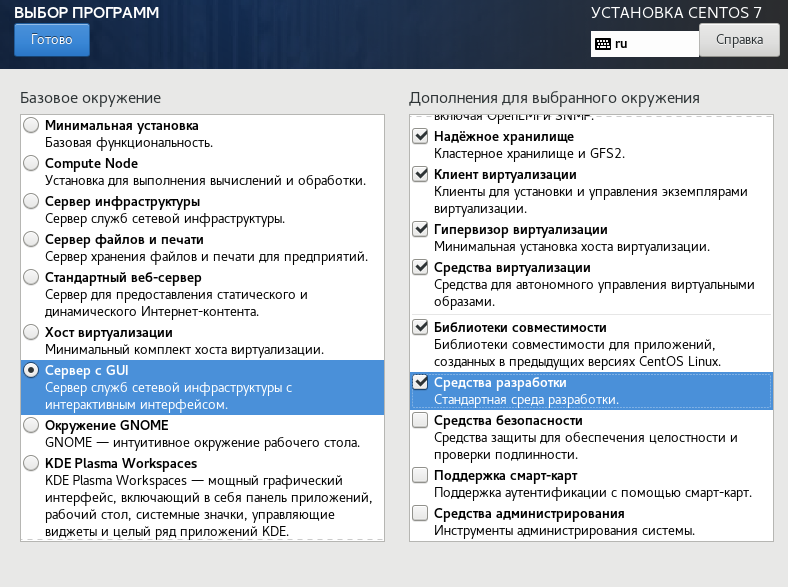 ВЫБОР ПРОГРАММ
УСТАНОВКА CENTOS 7
Готово
ru
Справка
Базовое окружение
Минимальная установка
Базовая функциональность.
Compute Node
Установка для выполнения вычислений и обработки.
Сервер инфраструктуры
Сервер служб сетевой инфраструктуры.
Сервер файлов и печати
Сервер хранения файлов и печати для предприятий.
Стандартный веб-сервер
Сервер для предоставления статического и
динамического Интернет-контента.
Хост виртуализации
Минимальный комплект хоста виртуализации.
Сервер с GUI
Сервер служб сетевой инфраструктуры с
интерактивным интерфейсом.
Окружение GNOME
GNOME — интуитивное окружение рабочего стола.
KDE Plasma Workspaces
KDE Plasma Workspaces — мощный графический
интерфейс, включающий в себя панель приложений,
рабочий стол, системные значки, управляющие
виджеты и целый ряд приложений KDE.
Дополнения для выбранного окружения
включая OpenLMI и SNMP.
Надёжное хранилище
Кластерное хранилище и GFS2.
Клиент виртуализации
Клиенты для установки и управления экземплярами
виртуализации.
Гипервизор виртуализации
Минимальная установка хоста виртуализации.
Средства виртуализации
Средства для автономного управления виртуальными
образами.
Библиотеки совместимости
Библиотеки совместимости для приложений,
созданных в предыдущих версиях CentOS Linux.
Средства разработки
Стандартная среда разработки.
Средства безопасности
Средства защиты для обеспечения целостности и
проверки подлинности.
Поддержка смарт-карт
Поддержка аутентификации с помощью смарт-карт.
Средства администрирования
Инструменты администрирования системы.